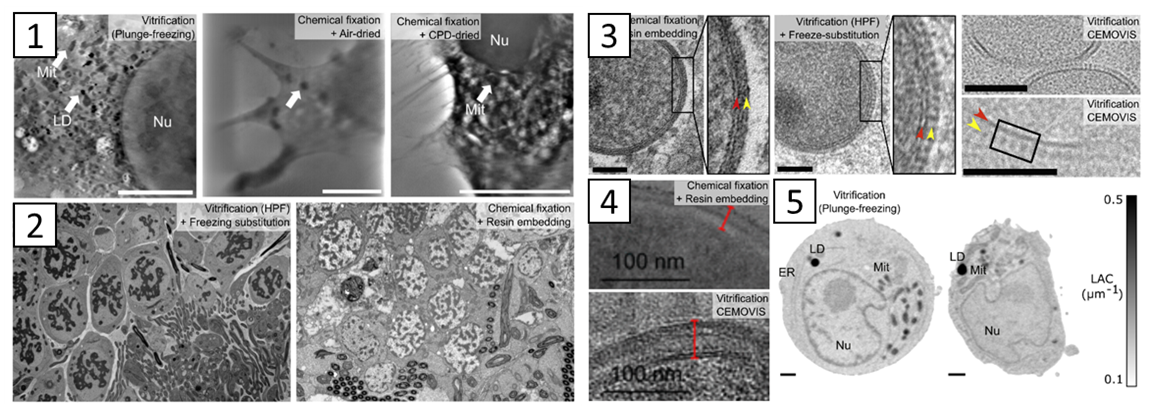 1
Vitrification
(Plunge-freezing)
Mit
LD
Nu
Chemical fixation
+ Air-dried
Chemical fixation
+ CPD-dried
Nu
Mit
2
Vitrification (HPF)
+ Freezing substitution
Chemical fixation
+ Resin embedding
3
hemical fixation
esin embedding
Vitrification (HPF)
+ Freeze-substitution
Vitrification
CEMOVIS
Vitrification
CEMOVIS
4
Chemical fixation
+ Resin embedding
100 nm
Vitrification
CEMOVIS
100 nm
5
Vitrification
(Plunge-freezing)
LD
ER
Mit
Nu
LD
Mit
Nu
0.5
LAC
(μm⁻¹)
0.1